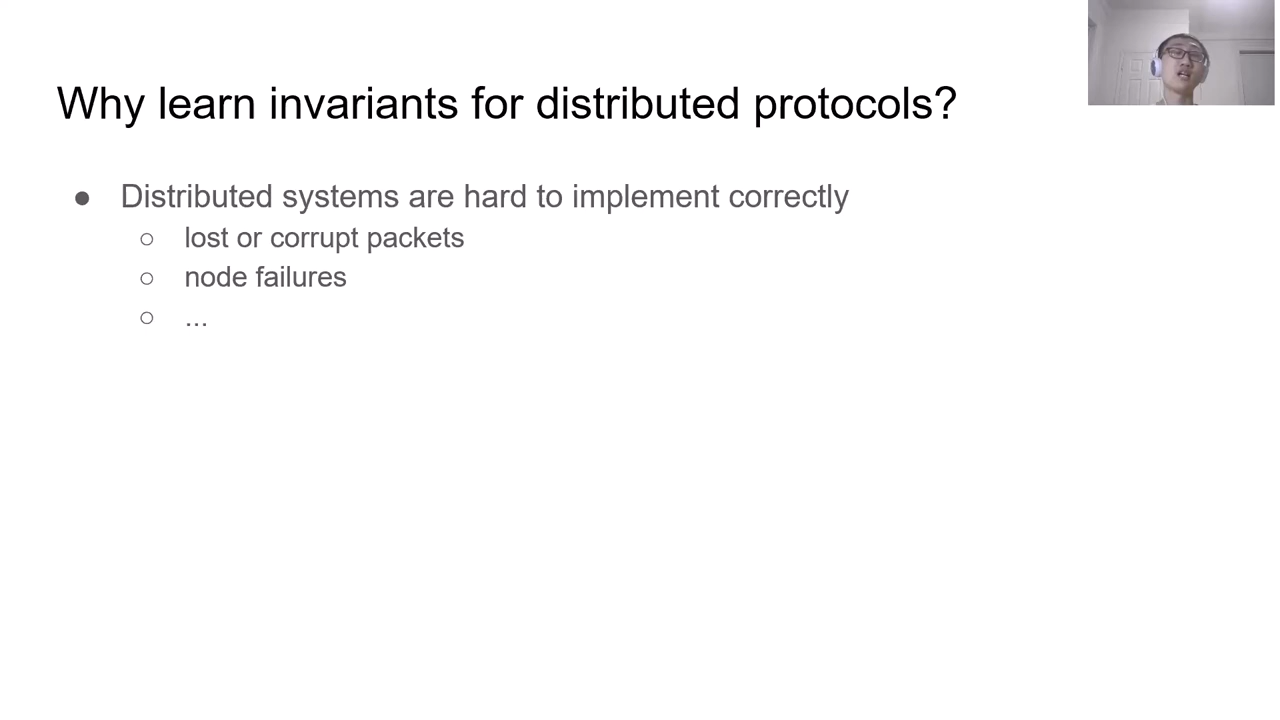 Why learn invariants for distributed protocols?
● Distributed systems are hard to implement correctly
○ lost or corrupt packets
○ node failures
○ ...